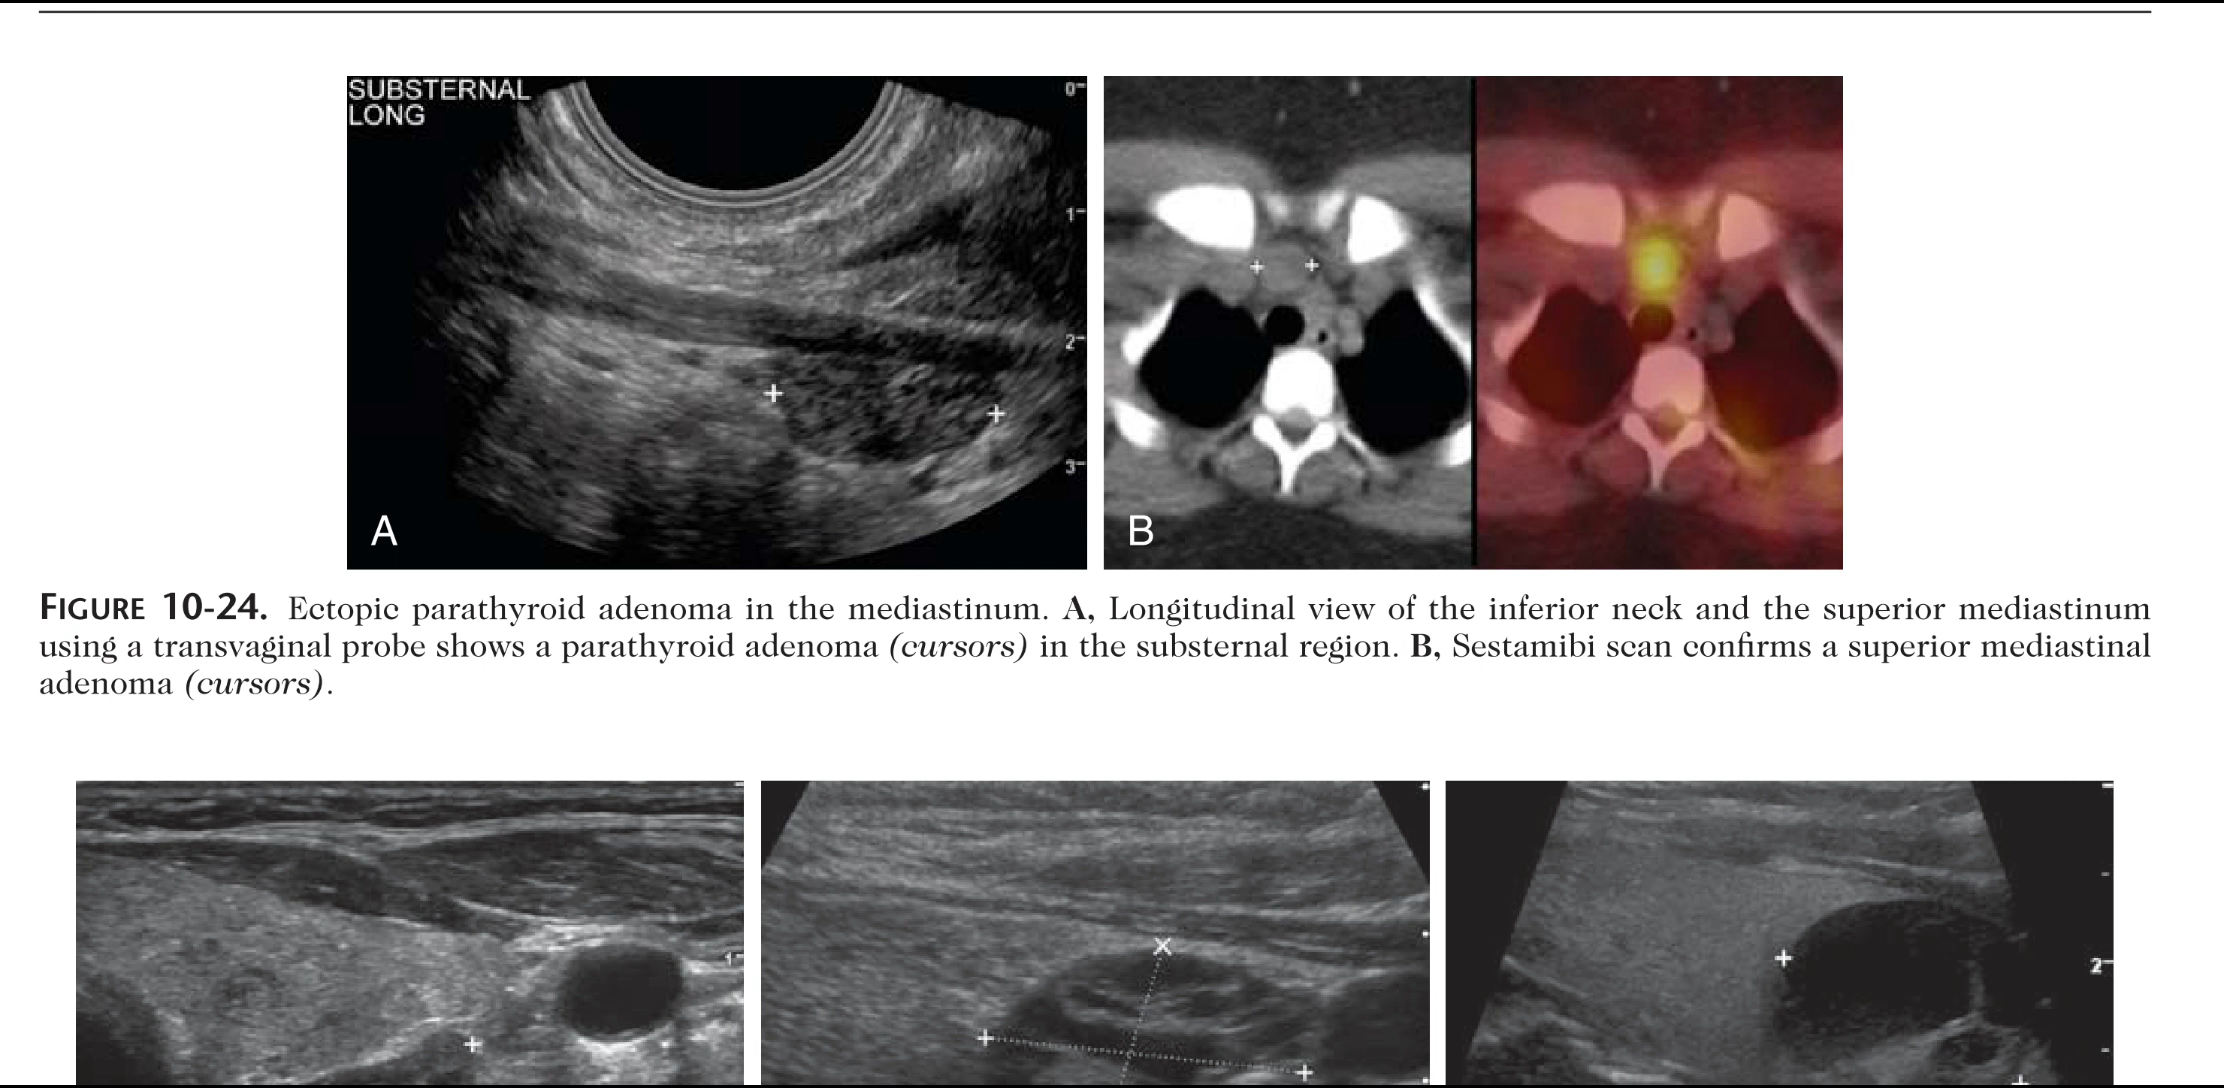 SUBSTERNAL
LONG
0
1
2
3
A
B
FIGURE 10-24. Ectopic parathyroid adenoma in the mediastinum. A, Longitudinal view of the inferior neck and the superior mediastinum
using a transvaginal probe shows a parathyroid adenoma (cursors) in the substernal region. B, Sestamibi scan confirms a superior mediastinal
adenoma (cursors).
1
2